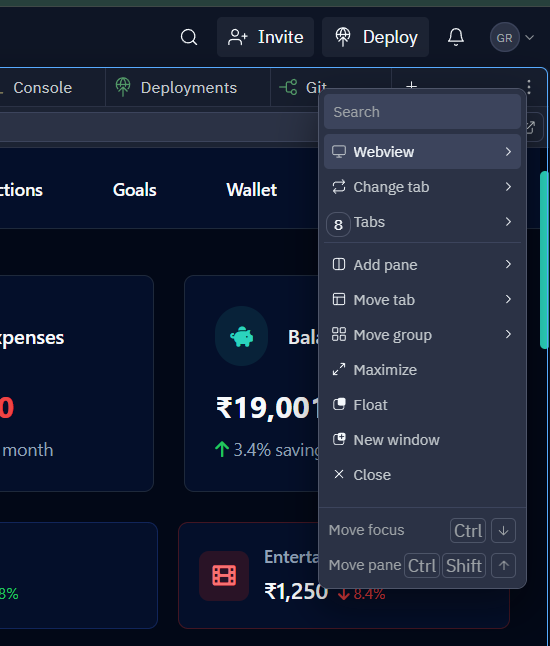 Invite
Deploy
GR
Console
Deployments
Git
+
Search
Webview
Change tab
8 Tabs
Add pane
Move tab
Move group
Maximize
Float
New window
Close
Move focus Ctrl ↓
Move pane Ctrl Shift ↑
ctions
Goals
Wallet
xpenses
0
month
Bala
₹19,001
↑ 3.4% saving
8%
Enterta
₹1,250
↓ 8.4%